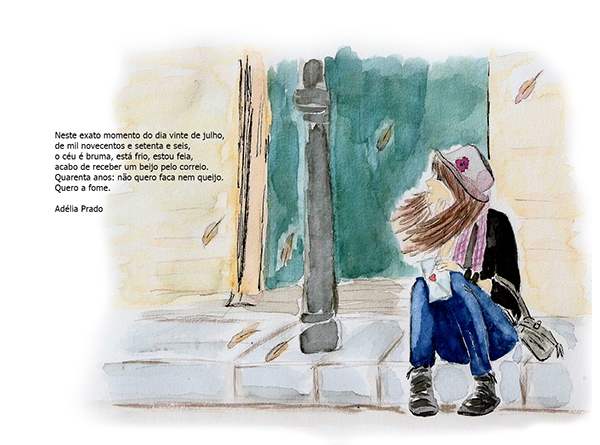 Neste exato momento do dia vinte de julho,
de mil novecentos e setenta e seis,
o céu é bruma, está frio, estou feia,
acabo de receber um beijo pelo correio.
Quarenta anos: não quero faca nem queijo.
Quero a fome.
Adélia Prado